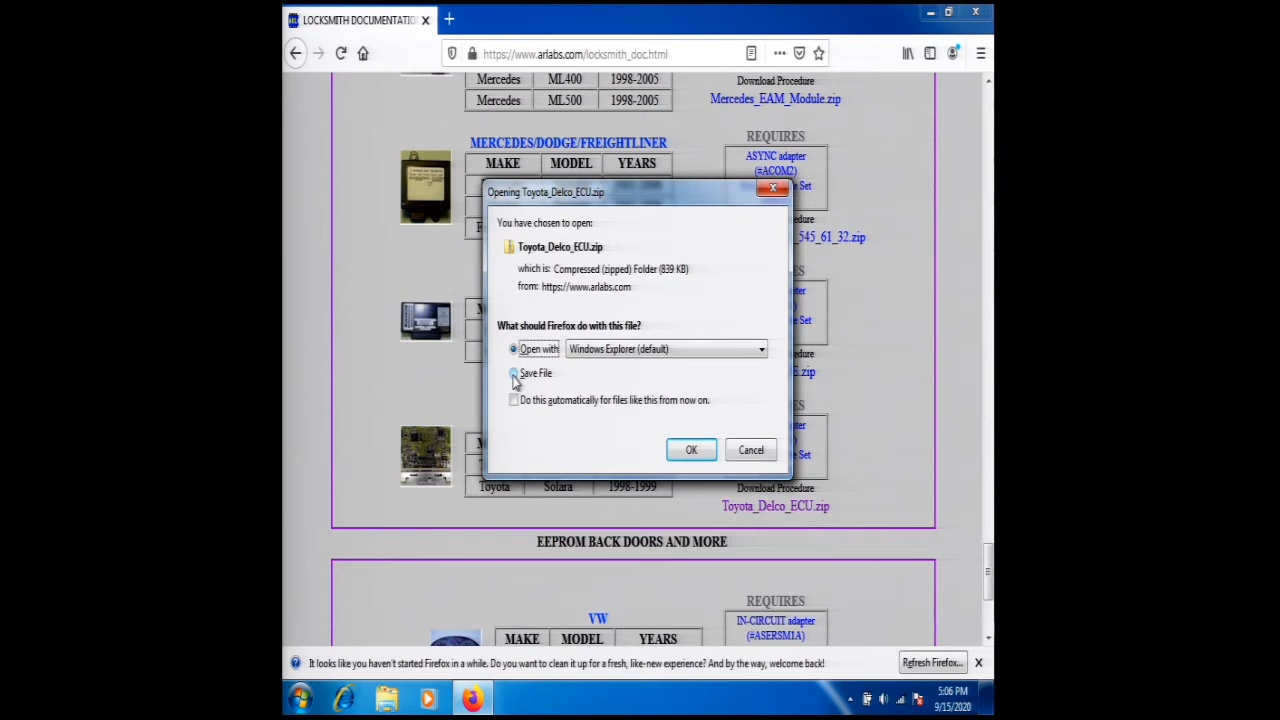 LOCKSMITH DOCUMENTATIO
https://www.arlabs.com/locksmith_doc.html
Mercedes ML400 1998-2005
Mercedes ML500 1998-2005
Download Procedure
Mercedes_EAM_Module.zip
MERCEDES/DODGE/FREIGHTLINER
MAKE MODEL YEARS
REQUIRES
ASYNC adapter
(#ACOM2)
e Set
_545_61_32.zip
Opening Toyota_Delco_ECU.zip
You have chosen to open:
Toyota_Delco_ECU.zip
which is: Compressed (zipped) Folder (839 KB)
from: https://www.arlabs.com
What should Firefox do with this file?
Open with Windows Explorer (default)
Save File
Do this automatically for files like this from now on.
OK Cancel
Toyota Solara 1998-1999
Download Procedure
Toyota_Delco_ECU.zip
EEPROM BACK DOORS AND MORE
VW
MAKE MODEL YEARS
REQUIRES
IN-CIRCUIT adapter
(#ASERSM1A)
It looks like you haven't started Firefox in a while. Do you want to clean it up for a fresh, like-new experience? And by the way, welcome back!
Refresh Firefox...
5:06 PM
9/15/2020